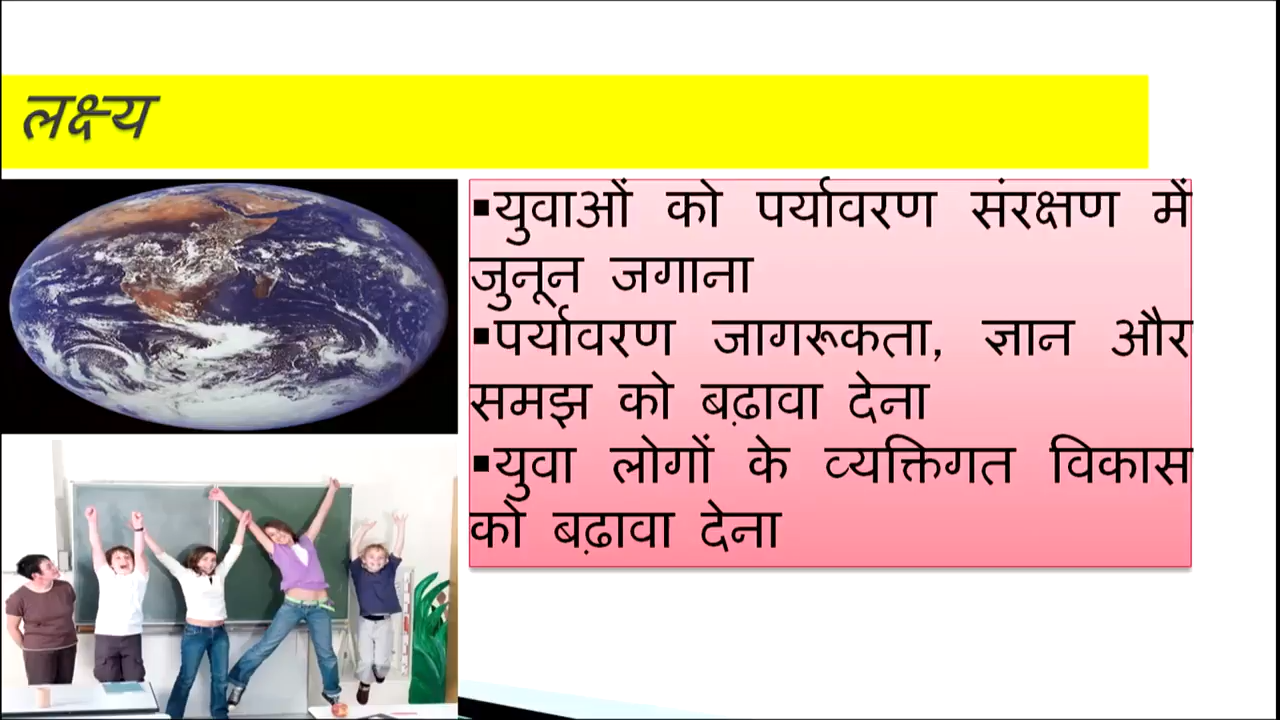 लक्ष्य
▪युवाओं को पर्यावरण संरक्षण में
जुनून जगाना
▪पर्यावरण जागरूकता, ज्ञान और
समझ को बढ़ावा देना
▪युवा लोगों के व्यक्तिगत विकास
को बढ़ावा देना